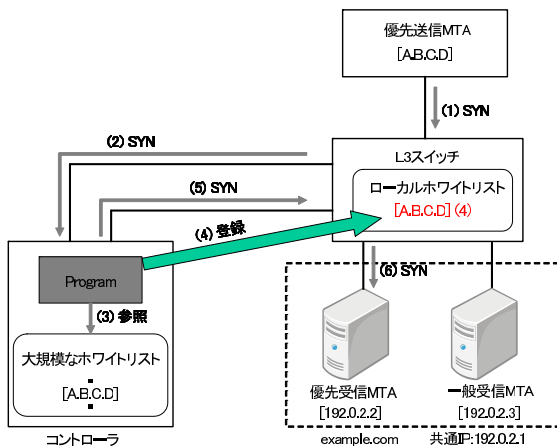 優先送信MTA
[A.B.C.D]
(1) SYN
(2) SYN
L3スイッチ
(5) SYN
ローカルホワイトリスト
[A.B.C.D] (4)
(4) 登録
(6) SYN
Program
(3) 参照
大規模なホワイトリスト
[A.B.C.D]
優先受信MTA
[192.0.2.2]
一般受信MTA
[192.0.2.3]
コントローラ
example.com
共通IP:192.0.2.1